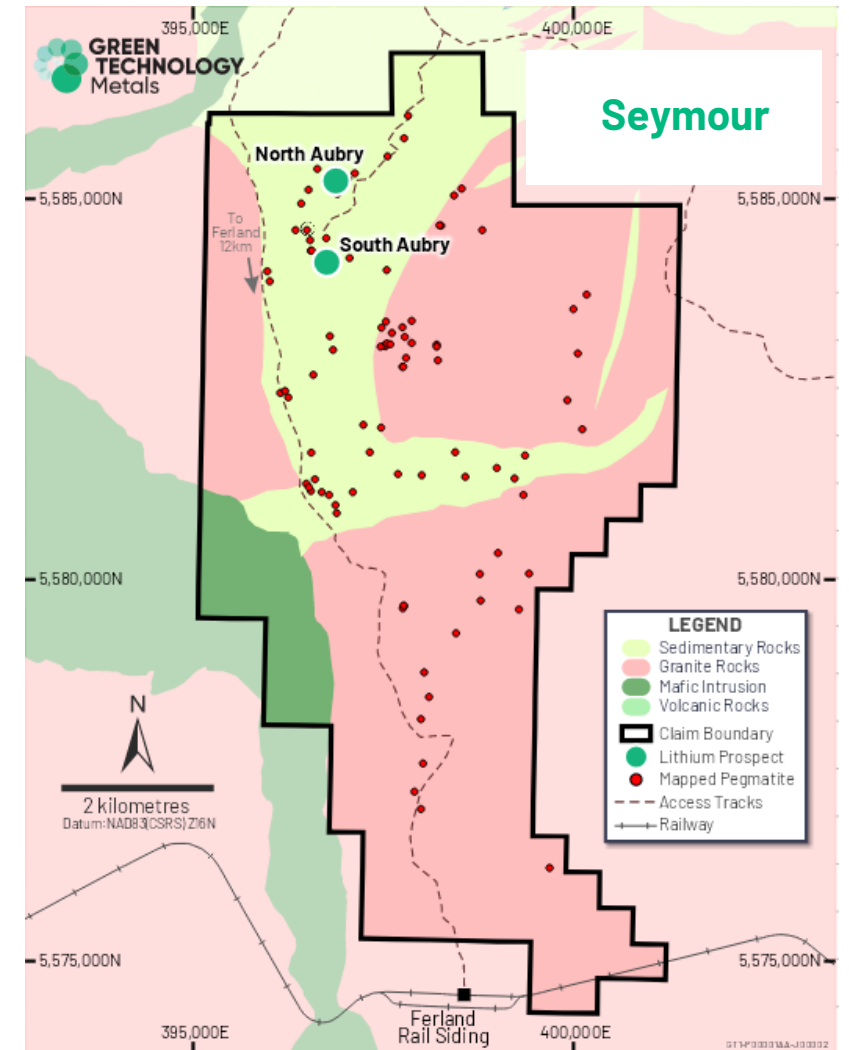 395,000E
400,000E
GREEN
TECHNOLOGY
Metals
Seymour
North Aubry
5,585,000N
5,585,000N
To
Ferland
12km
South Aubry
5,580,000N
5,580,000N
LEGEND
Sedimentary Rocks
Granite Rocks
Mafic Intrusion
Volcanic Rocks
Claim Boundary
Lithium Prospect
Mapped Pegmatite
Access Tracks
Railway
N
2 kilometres
Datum:NAD83(CSRS)Z16N
5,575,000N
5,575,000N
Ferland
Rail Siding
395,000E
400,000E